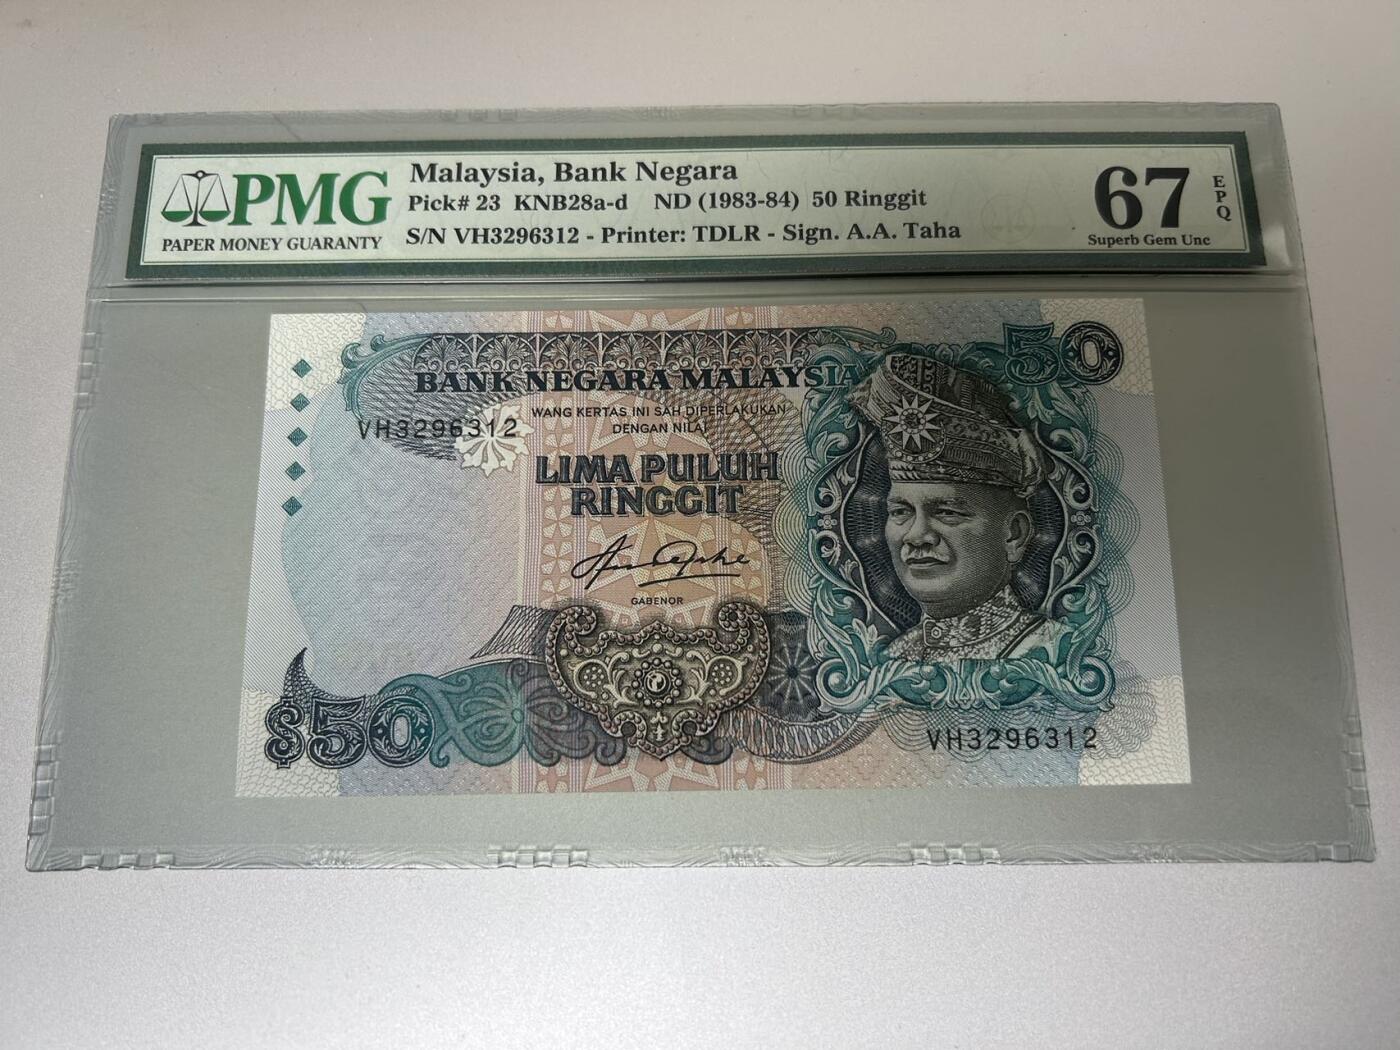 PMG
PAPER MONEY GUARANTY
Malaysia, Bank Negara
Pick# 23 KNB28a-d ND (1983-84) 50 Ringgit
S/N VH3296312 - Printer: TDLR - Sign. A.A. Taha
67
EPQ
Superb Gem Unc
50
BANK NEGARA MALAYSIA
WANG KERTAS INI SAH DIPERLAKUKAN
DENGAN NILAI
VH3296312
LIMA PULUH
RINGGIT
GABENOR
$50
VH3296312